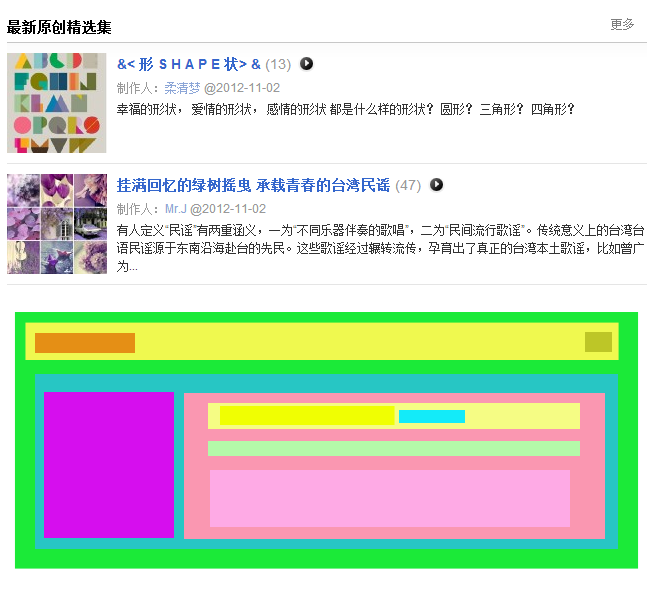 最新原创精选集
更多
&< 形 S H A P E 状> & (13)
制作人：柔清梦 @2012-11-02
幸福的形状， 爱情的形状， 感情的形状 都是什么样的形状？ 圆形？ 三角形？ 四角形？
挂满回忆的绿树摇曳 承载青春的台湾民谣 (47)
制作人：Mr.J @2012-11-02
有人定义“民谣”有两重涵义，一为“不同乐器伴奏的歌唱”，二为“民间流行歌谣”。传统意义上的台湾台
语民谣源于东南沿海赴台的先民。这些歌谣经过辗转流传，孕育出了真正的台湾本土歌谣，比如曾广
为...